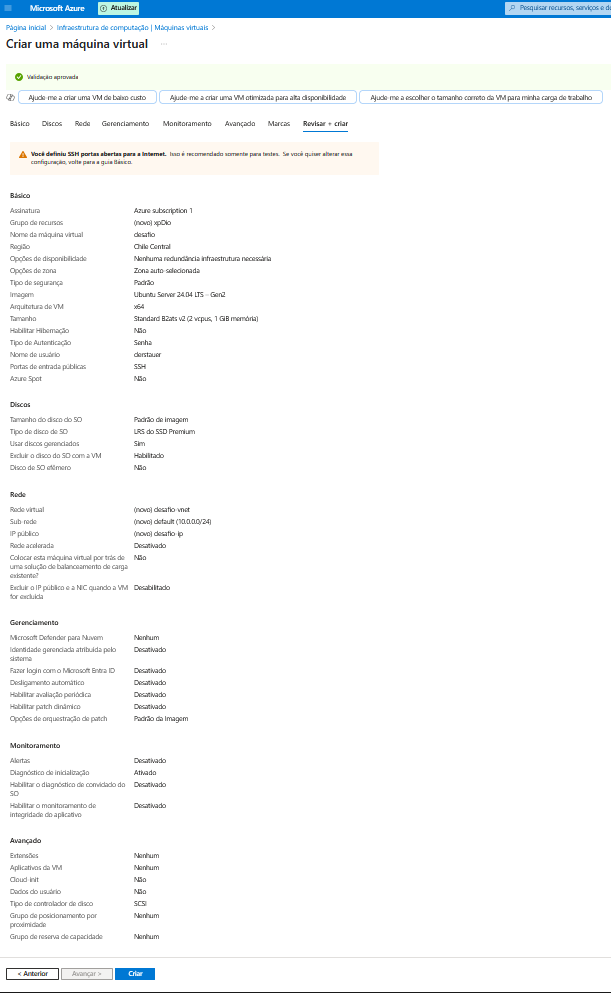 Microsoft Azure
Atualizar
Pesquisar recursos, serviços e do
Página inicial > Infraestrutura de computação | Máquinas virtuais >
Criar uma máquina virtual ...
Validação aprovada
Ajude-me a criar uma VM de baixo custo
Ajude-me a criar uma VM otimizada para alta disponibilidade
Ajude-me a escolher o tamanho correto da VM para minha carga de trabalho
Básico Discos Rede Gerenciamento Monitoramento Avançado Marcas Revisar + criar
Você definiu SSH portas abertas para a Internet. Isso é recomendado somente para testes. Se você quiser alterar essa
configuração, volte para a guia Básico.
Básico
Assinatura Azure subscription 1
Grupo de recursos (novo) xpDio
Nome da máquina virtual desafio
Região Chile Central
Opções de disponibilidade Nenhuma redundância infraestrutura necessária
Opções de zona Zona auto-selecionada
Tipo de segurança Padrão
Imagem Ubuntu Server 24.04 LTS - Gen2
Arquitetura de VM x64
Tamanho Standard B2ats v2 (2 vcpus, 1 GiB memória)
Habilitar Hibernação Não
Tipo de Autenticação Senha
Nome de usuário derstauer
Portas de entrada públicas SSH
Azure Spot Não
Discos
Tamanho do disco do SO Padrão de imagem
Tipo de disco de SO LRS do SSD Premium
Usar discos gerenciados Sim
Excluir o disco do SO com a VM Habilitado
Disco de SO efêmero Não
Rede
Rede virtual (novo) desafio-vnet
Sub-rede (novo) default (10.0.0.0/24)
IP público (novo) desafio-ip
Rede acelerada Desativado
Colocar esta máquina virtual por trás de Não
uma solução de balanceamento de carga
existente?
Excluir o IP público e a NIC quando a VM Desabilitado
for excluída
Gerenciamento
Microsoft Defender para Nuvem Nenhum
Identidade gerenciada atribuída pelo Desativado
sistema
Fazer login com o Microsoft Entra ID Desativado
Desligamento automático Desativado
Habilitar avaliação periódica Desativado
Habilitar patch dinâmico Desativado
Opções de orquestração de patch Padrão da Imagem
Monitoramento
Alertas Desativado
Diagnóstico de inicialização Ativado
Habilitar o diagnóstico de convidado do Desativado
SO
Habilitar o monitoramento de Desativado
integridade do aplicativo
Avançado
Extensões Nenhum
Aplicativos da VM Nenhum
Cloud-init Não
Dados do usuário Não
Tipo de controlador de disco SCSI
Grupo de posicionamento por Nenhum
proximidade
Grupo de reserva de capacidade Nenhum
< Anterior
Avançar >
Criar